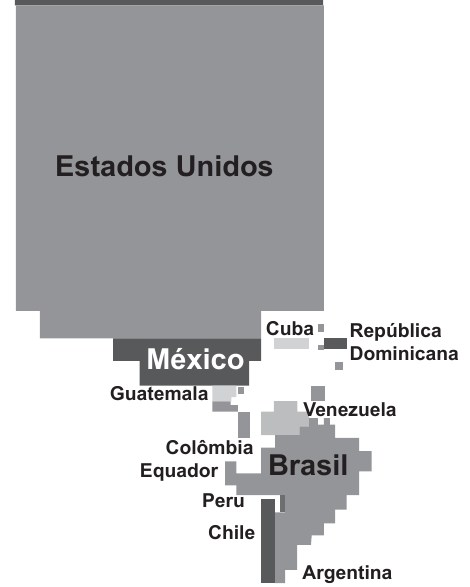 Estados Unidos
Cuba
República
Dominicana
México
Guatemala
Venezuela
Colômbia
Equador
Brasil
Peru
Chile
Argentina